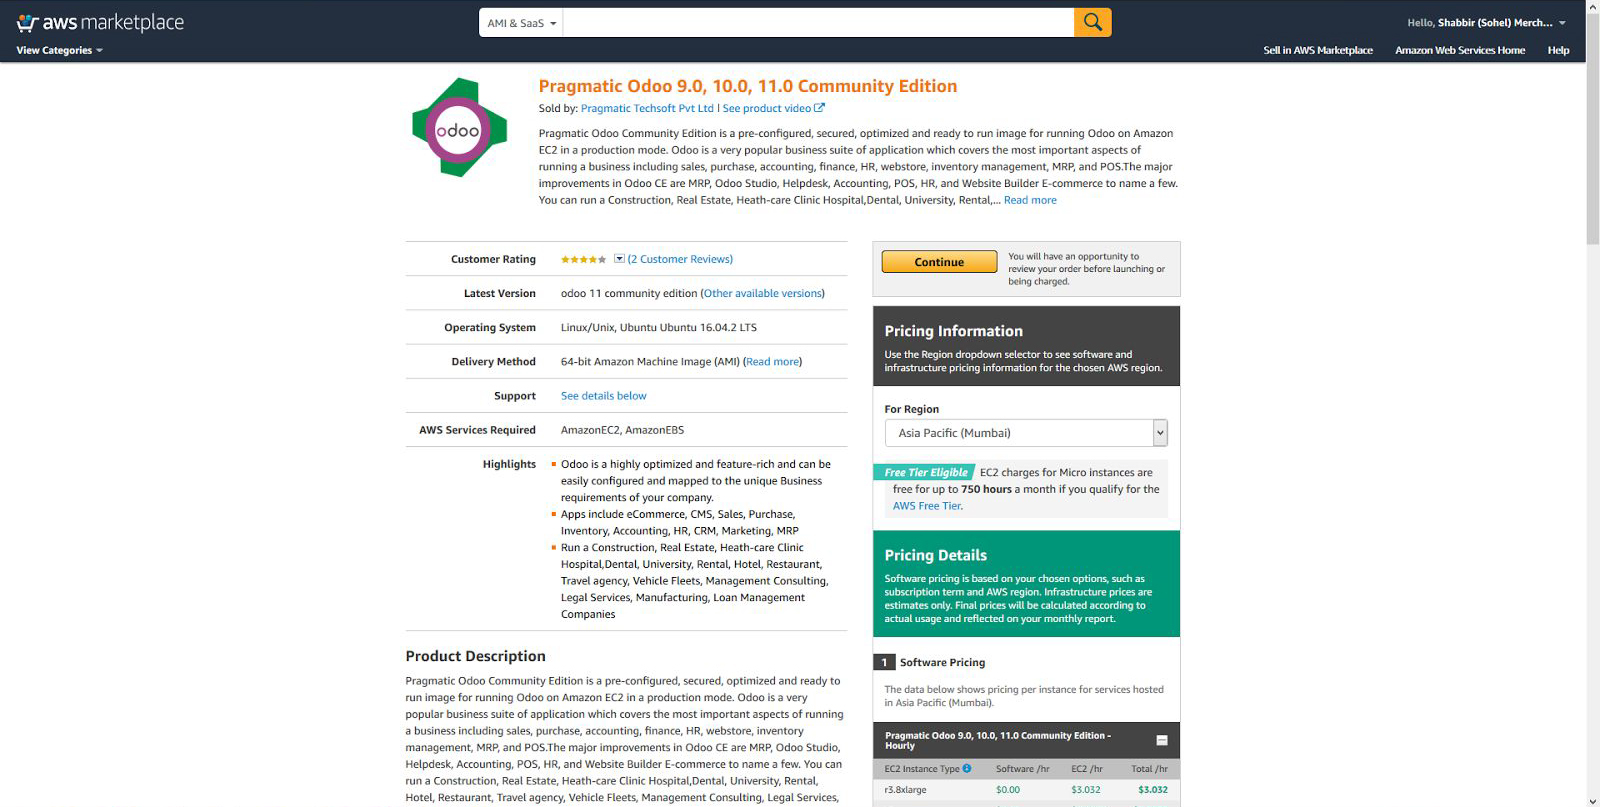 aws marketplace
AMI & SaaS
Hello, Shabbir (Sohel) Merch...
View Categories
Sell in AWS Marketplace
Amazon Web Services Home
Help
odoo
Pragmatic Odoo 9.0, 10.0, 11.0 Community Edition
Sold by: Pragmatic Techsoft Pvt Ltd | See product video
Pragmatic Odoo Community Edition is a pre-configured, secured, optimized and ready to run image for running Odoo on Amazon
EC2 in a production mode. Odoo is a very popular business suite of application which covers the most important aspects of
running a business including sales, purchase, accounting, finance, HR, webstore, inventory management, MRP, and POS.The major
improvements in Odoo CE are MRP, Odoo Studio, Helpdesk, Accounting, POS, HR, and Website Builder E-commerce to name a few.
You can run a Construction, Real Estate, Heath-care Clinic Hospital,Dental, University, Rental,... Read more
Customer Rating
(2 Customer Reviews)
Latest Version
odoo 11 community edition (Other available versions)
Operating System
Linux/Unix, Ubuntu Ubuntu 16.04.2 LTS
Delivery Method
64-bit Amazon Machine Image (AMI) (Read more)
Support
See details below
AWS Services Required
AmazonEC2, AmazonEBS
Highlights
Odoo is a highly optimized and feature-rich and can be
easily configured and mapped to the unique Business
requirements of your company.
Apps include eCommerce, CMS, Sales, Purchase,
Inventory, Accounting, HR, CRM, Marketing, MRP
Run a Construction, Real Estate, Heath-care Clinic
Hospital,Dental, University, Rental, Hotel, Restaurant,
Travel agency, Vehicle Fleets, Management Consulting,
Legal Services, Manufacturing, Loan Management
Companies
Product Description
Pragmatic Odoo Community Edition is a pre-configured, secured, optimized and ready to
run image for running Odoo on Amazon EC2 in a production mode. Odoo is a very
popular business suite of application which covers the most important aspects of running
a business including sales, purchase, accounting, finance, HR, webstore, inventory
management, MRP, and POS.The major improvements in Odoo CE are MRP, Odoo Studio,
Helpdesk, Accounting, POS, HR, and Website Builder E-commerce to name a few. You can
run a Construction, Real Estate, Heath-care Clinic Hospital,Dental, University, Rental,
Hotel, Restaurant, Travel agency, Vehicle Fleets, Management Consulting, Legal Services,
Continue
You will have an opportunity to
review your order before launching or
being charged.
Pricing Information
Use the Region dropdown selector to see software and
infrastructure pricing information for the chosen AWS region.
For Region
Asia Pacific (Mumbai)
Free Tier Eligible EC2 charges for Micro instances are
free for up to 750 hours a month if you qualify for the
AWS Free Tier.
Pricing Details
Software pricing is based on your chosen options, such as
subscription term and AWS region. Infrastructure prices are
estimates only. Final prices will be calculated according to
actual usage and reflected on your monthly report.
1 Software Pricing
The data below shows pricing per instance for services hosted
in Asia Pacific (Mumbai).
Pragmatic Odoo 9.0, 10.0, 11.0 Community Edition -
Hourly
EC2 Instance Type Software /hr EC2 /hr Total /hr
r3.8xlarge $0.00 $3.032 $3.032